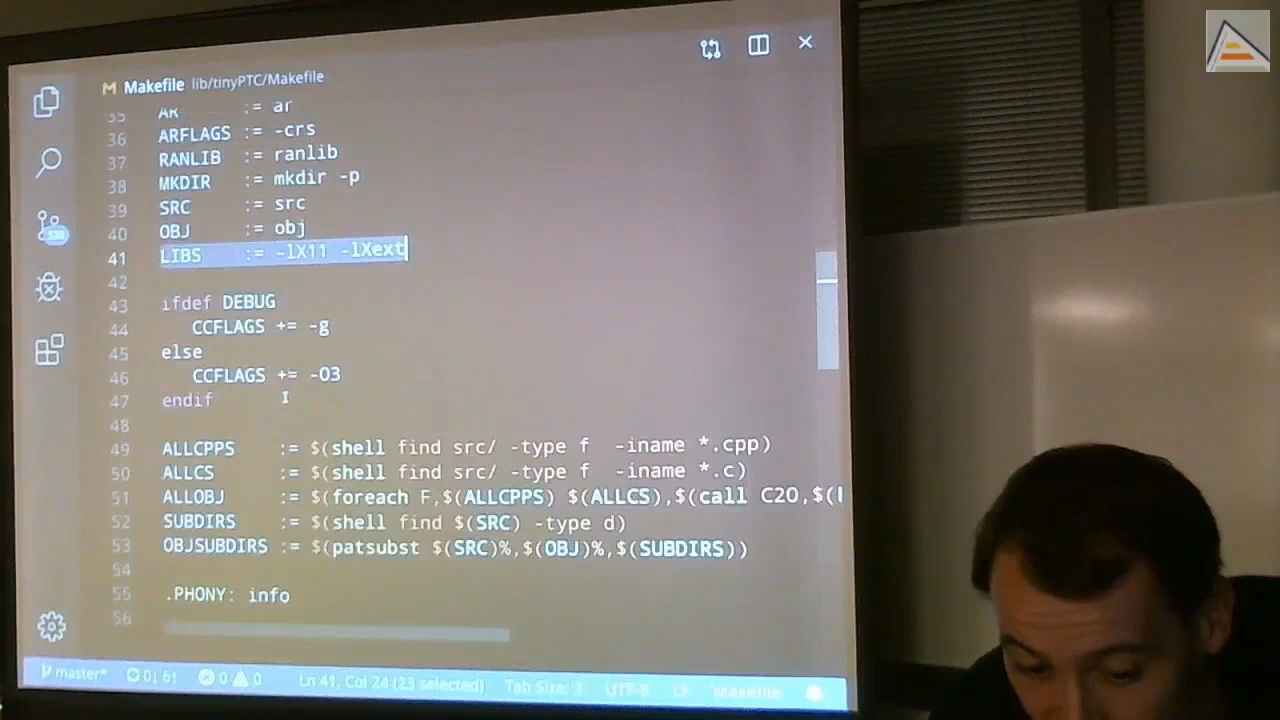 Makefile lib/tinyPTC/Makefile
35 AR := ar
36 ARFLAGS := -crs
37 RANLIB := ranlib
38 MKDIR := mkdir -p
39 SRC := src
40 OBJ := obj
41 LIBS := -lX11 -lXext
42
43 ifdef DEBUG
44 CCFLAGS += -g
45 else
46 CCFLAGS += -O3
47 endif
48
49 ALLCPPS := $(shell find src/ -type f -iname *.cpp)
50 ALLCS := $(shell find src/ -type f -iname *.c)
51 ALLOBJ := $(foreach F,$(ALLCPPS) $(ALLCS),$(call C2O,$(
52 SUBDIRS := $(shell find $(SRC) -type d)
53 OBJSUBDIRS := $(patsubst $(SRC)%,$(OBJ)%,$(SUBDIRS))
54
55 .PHONY: info
56
master* 0↓ 6↑ 0 0 Ln 41, Col 24 (23 selected) Tab Size: 3 UTF-8 LF Makefile